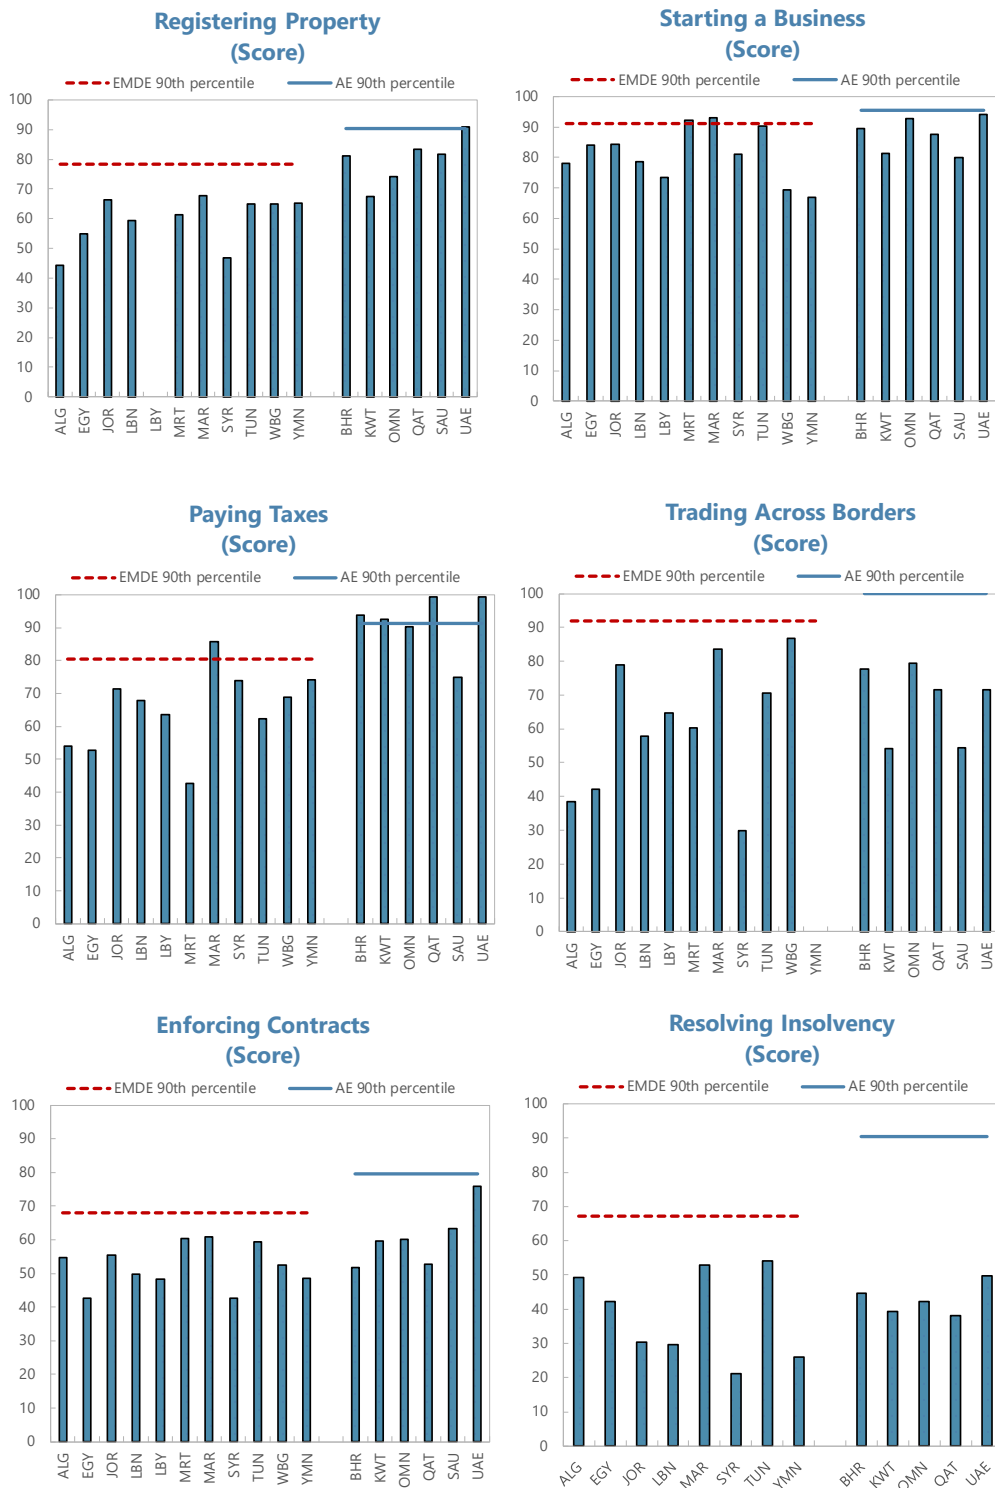 Registering Property
(Score)
EMDE 90th percentile AE 90th percentile
100
90
80
70
60
50
40
30
20
10
0
ALG EGY JOR LBN LBY MRT MAR SYR TUN WBG YMN BHR KWT OMN QAT SAU UAE
Starting a Business
(Score)
EMDE 90th percentile AE 90th percentile
100
90
80
70
60
50
40
30
20
10
0
ALG EGY JOR LBN LBY MRT MAR SYR TUN WBG YMN BHR KWT OMN QAT SAU UAE
Paying Taxes
(Score)
EMDE 90th percentile AE 90th percentile
100
90
80
70
60
50
40
30
20
10
0
ALG EGY JOR LBN LBY MRT MAR SYR TUN WBG YMN BHR KWT OMN QAT SAU UAE
Trading Across Borders
(Score)
EMDE 90th percentile AE 90th percentile
100
90
80
70
60
50
40
30
20
10
0
ALG EGY JOR LBN LBY MRT MAR SYR TUN WBG YMN BHR KWT OMN QAT SAU UAE
Enforcing Contracts
(Score)
EMDE 90th percentile AE 90th percentile
100
90
80
70
60
50
40
30
20
10
0
ALG EGY JOR LBN LBY MRT MAR SYR TUN WBG YMN BHR KWT OMN QAT SAU UAE
Resolving Insolvency
(Score)
EMDE 90th percentile AE 90th percentile
100
90
80
70
60
50
40
30
20
10
0
ALG EGY JOR LBN MAR SYR TUN YMN BHR KWT OMN QAT UAE